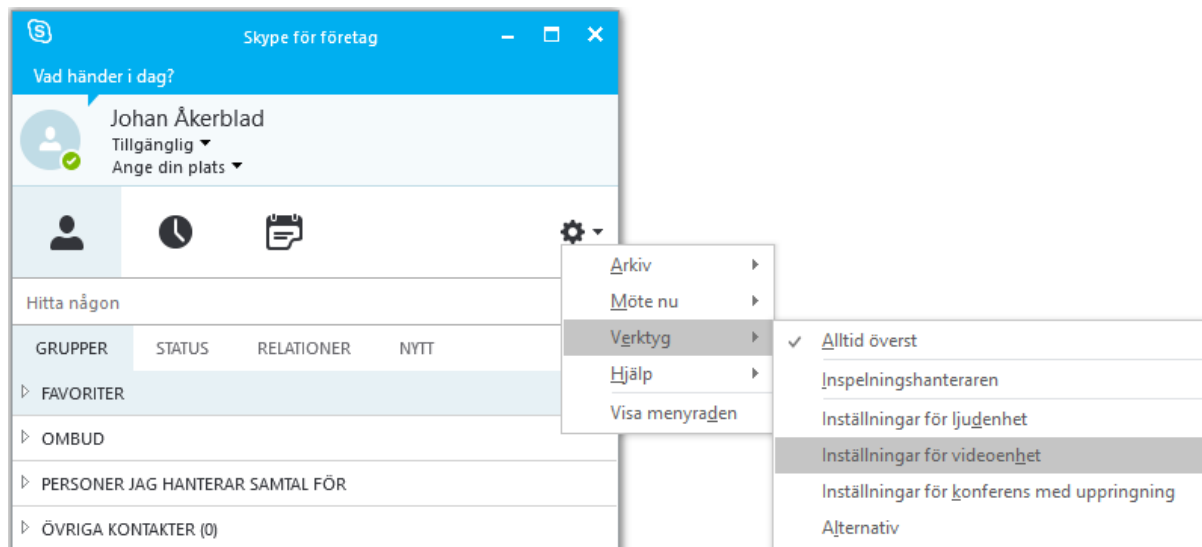 Skype för företag
Vad händer i dag?
Johan Åkerblad
Tillgänglig
Ange din plats
Hitta någon
GRUPPER STATUS RELATIONER NYTT
FAVORITER
OMBUD
PERSONER JAG HANTERAR SAMTAL FÖR
ÖVRIGA KONTAKTER (0)
Arkiv
Möte nu
Verktyg
Hjälp
Visa menyraden
Alltid överst
Inspelningshanteraren
Inställningar för ljudenhet
Inställningar för videoenhet
Inställningar för konferens med uppringning
Alternativ